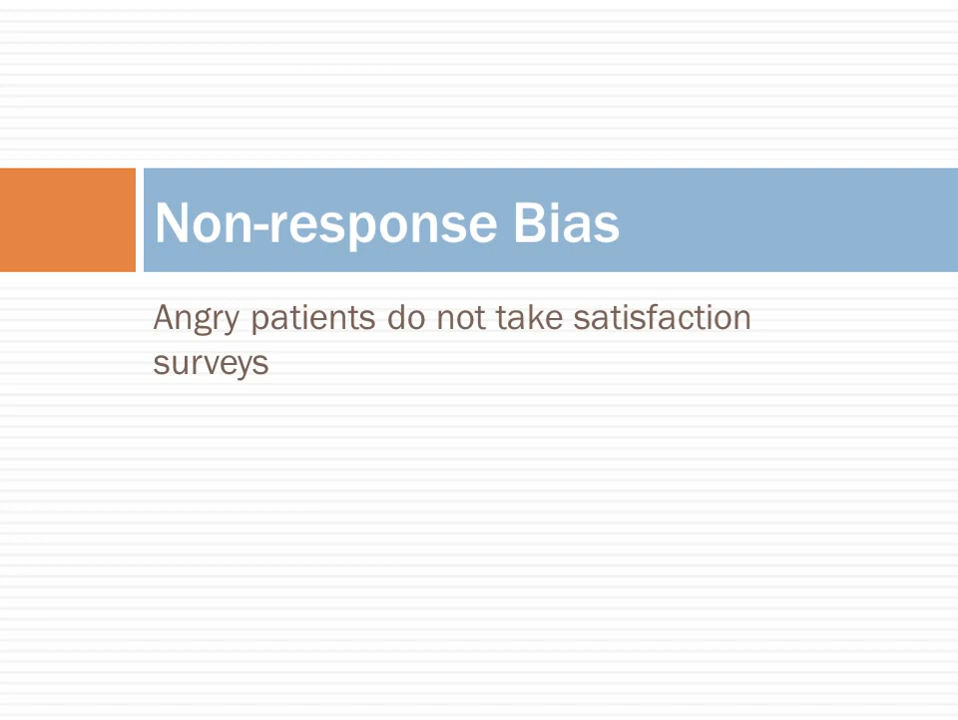 Non-response Bias
Angry patients do not take satisfaction
surveys